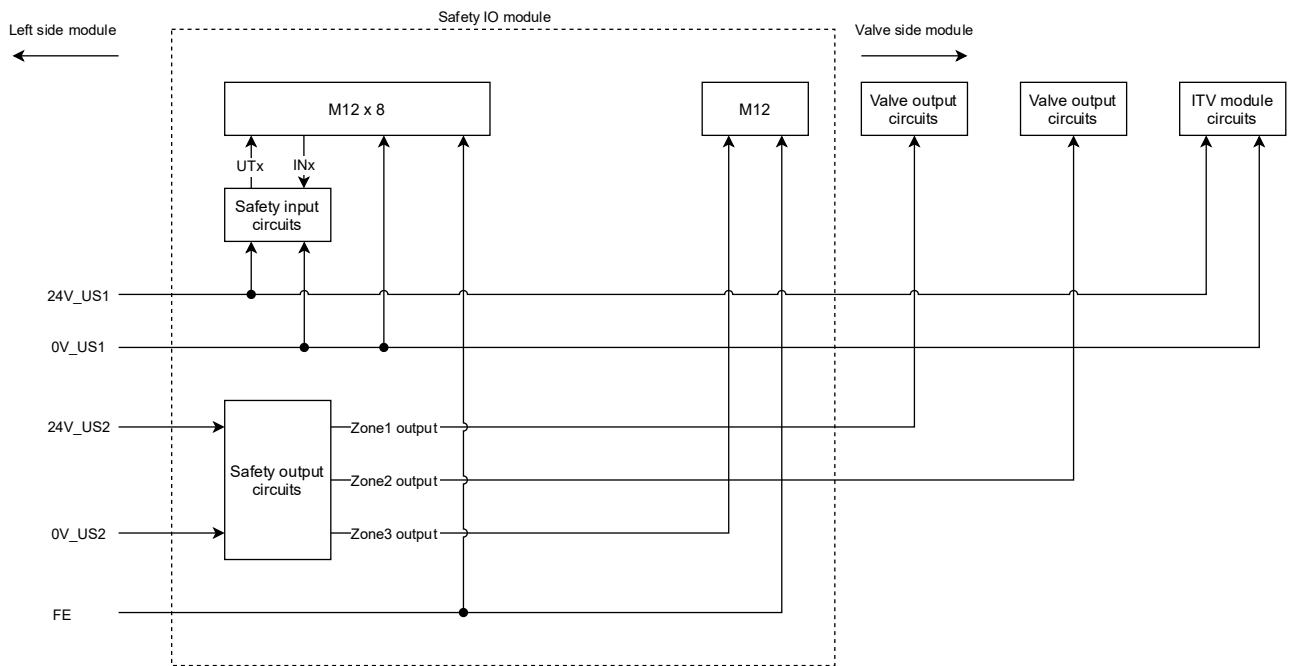 Safety IO module
Left side module
Valve side module
M12 x 8
M12
Valve output
circuits
Valve output
circuits
ITV module
circuits
UTx
INx
Safety input
circuits
24V_US1
0V_US1
24V_US2
Zone1 output
Safety output
circuits
Zone2 output
0V_US2
Zone3 output
FE